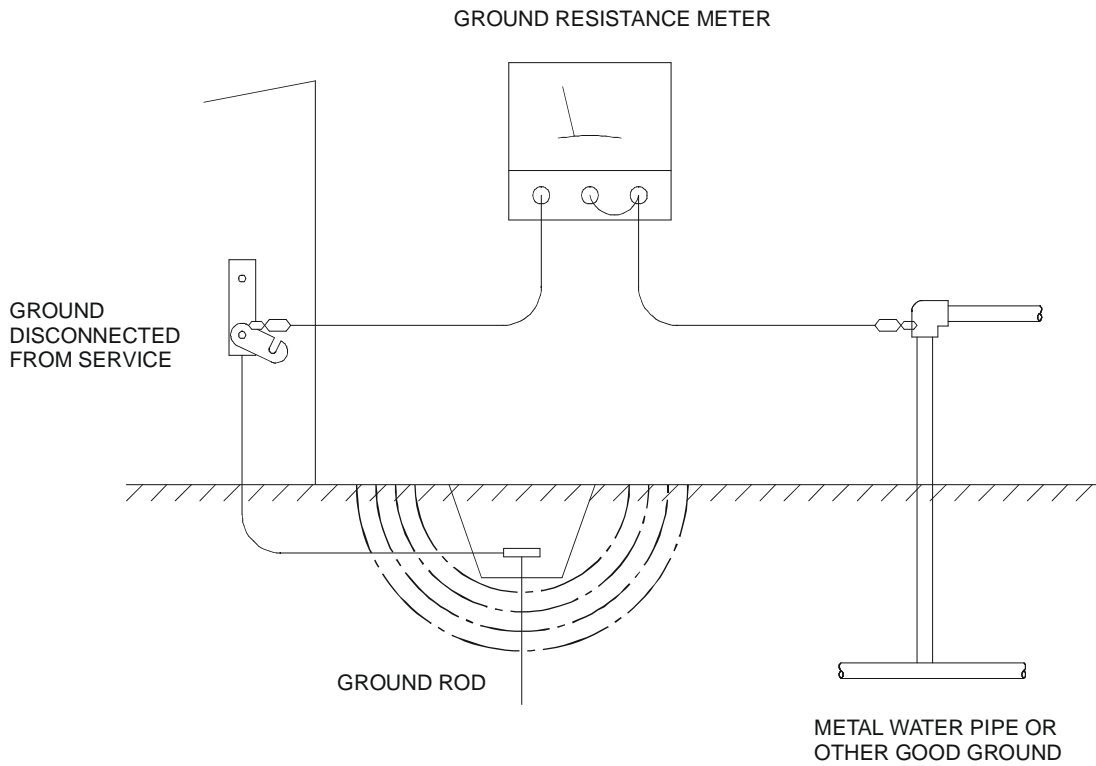 GROUND RESISTANCE METER
GROUND
DISCONNECTED
FROM SERVICE
GROUND ROD
METAL WATER PIPE OR
OTHER GOOD GROUND